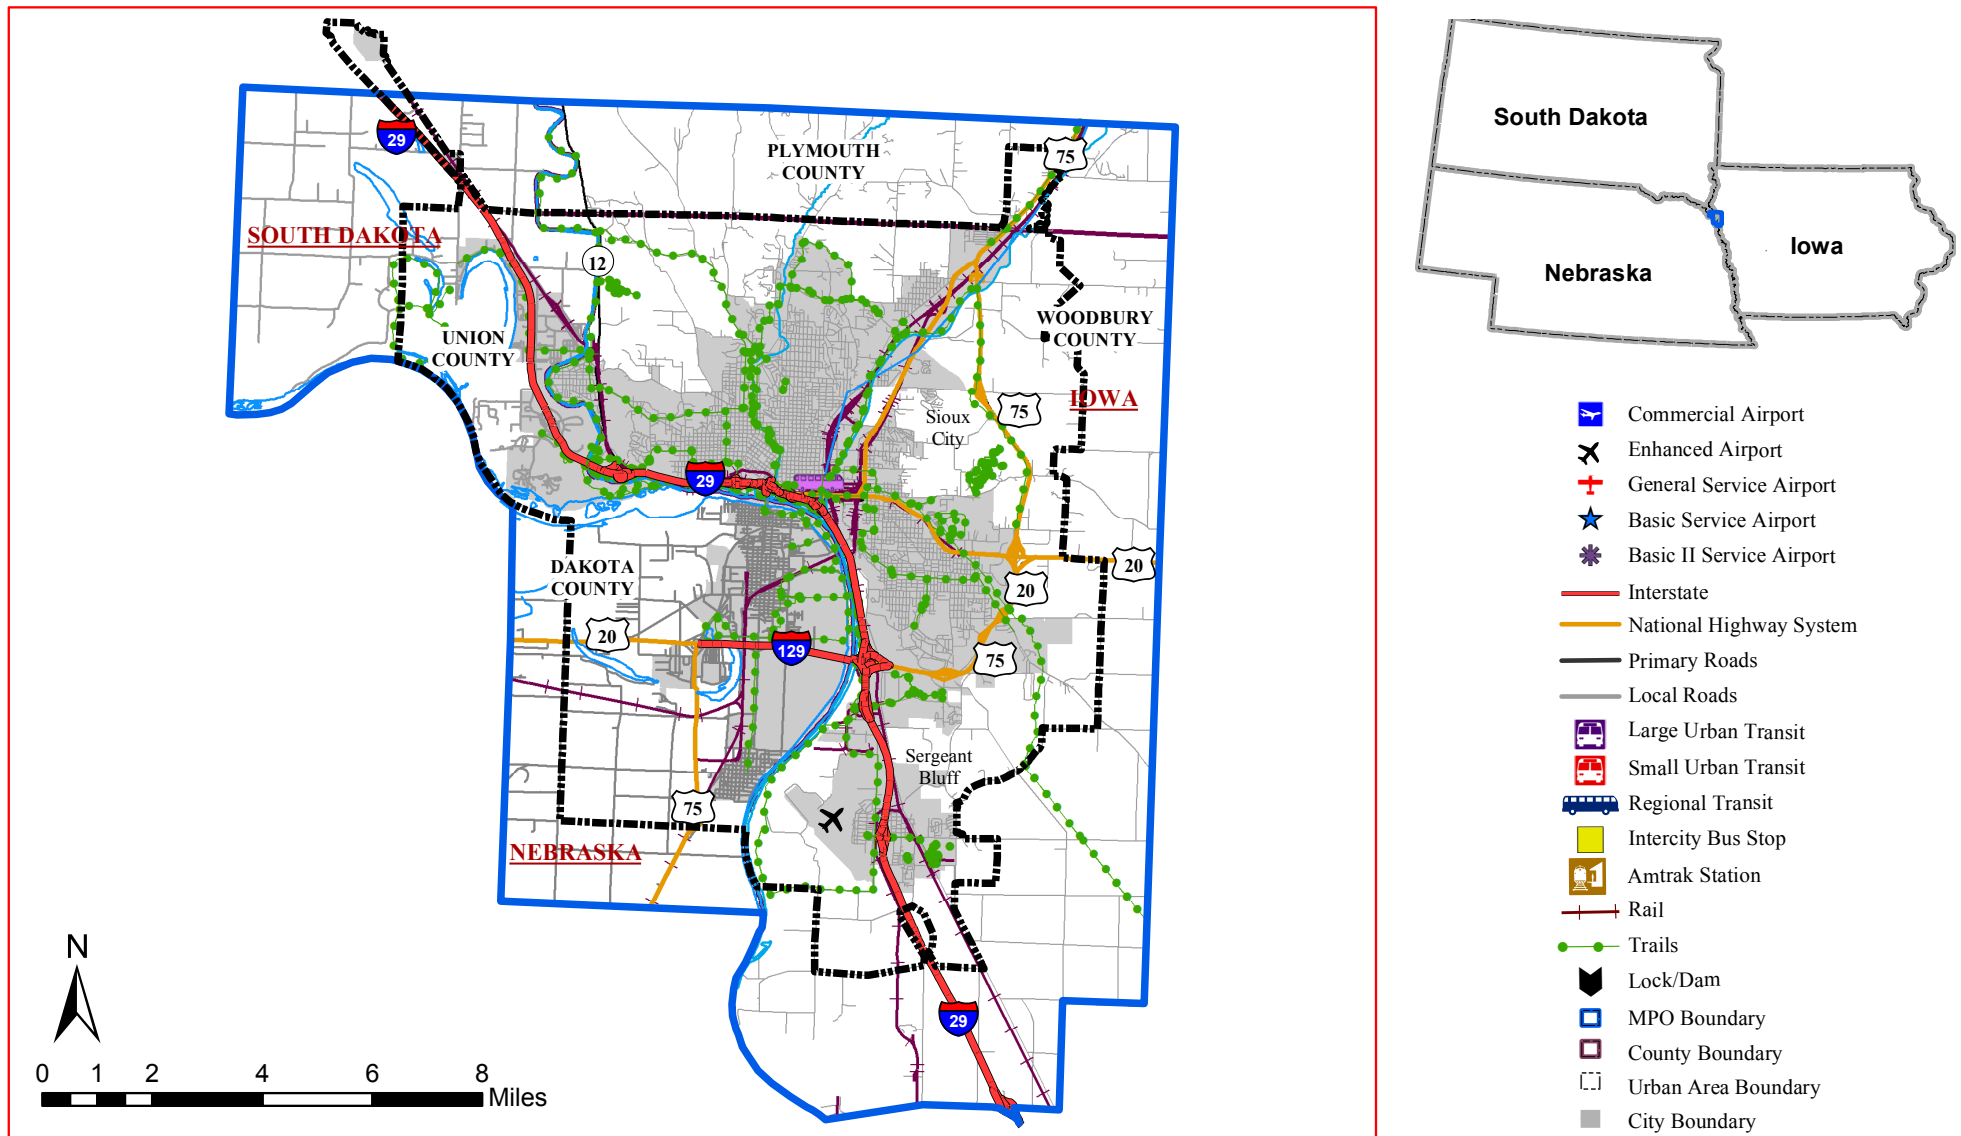 29
PLYMOUTH
COUNTY
75
SOUTH DAKOTA
12
UNION
COUNTY
WOODBURY
COUNTY
IOWA
75
Sioux
City
29
DAKOTA
COUNTY
20
20
20
129
75
Sergeant
Bluff
75
NEBRASKA
29
N
0 1 2 4 6 8
Miles
South Dakota
Nebraska
Iowa
Commercial Airport
Enhanced Airport
General Service Airport
Basic Service Airport
Basic II Service Airport
Interstate
National Highway System
Primary Roads
Local Roads
Large Urban Transit
Small Urban Transit
Regional Transit
Intercity Bus Stop
Amtrak Station
Rail
Trails
Lock/Dam
MPO Boundary
County Boundary
Urban Area Boundary
City Boundary